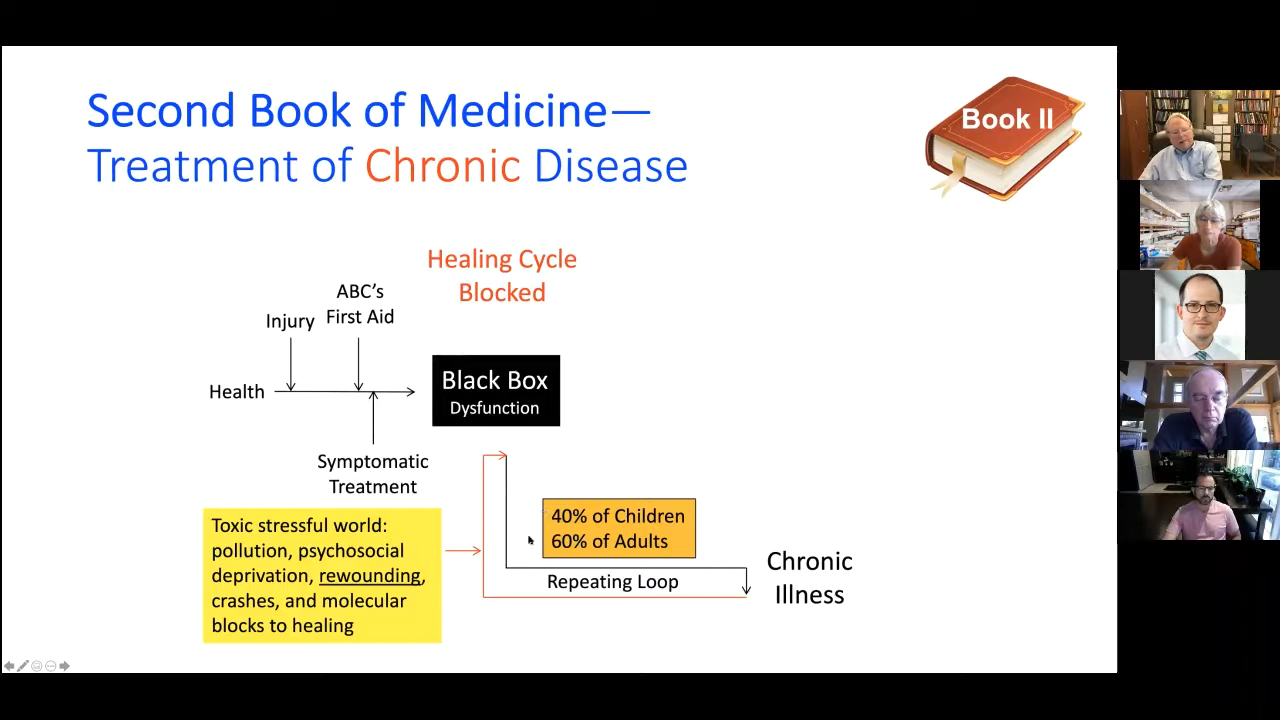 Second Book of Medicine—
Treatment of Chronic Disease
Book II
Healing Cycle
Blocked
ABC's
First Aid
Injury
Health
Black Box
Dysfunction
Symptomatic
Treatment
Toxic stressful world:
pollution, psychosocial
deprivation, rewounding,
crashes, and molecular
blocks to healing
40% of Children
60% of Adults
Repeating Loop
Chronic
Illness